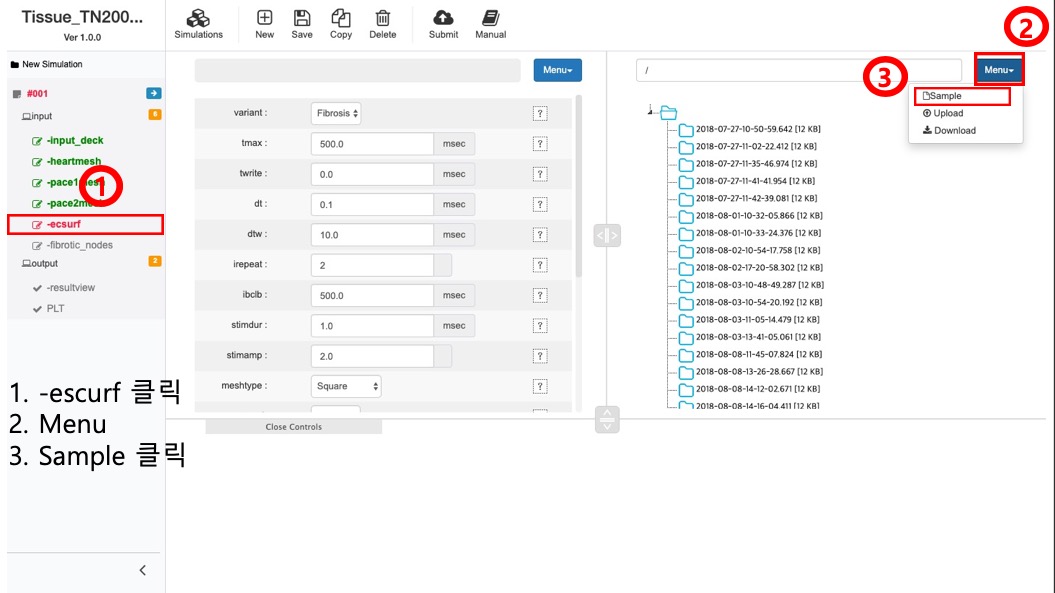 Tissue_TN200...
Ver 1.0.0
Simulations
New
Save
Copy
Delete
Submit
Manual
2
New Simulation
#001
input
6
-input_deck
-heartmesh
-pace1mesh
1
-pace2mesh
-ecsurf
-fibrotic_nodes
output
2
-resultview
PLT
1. -escurf 클릭
2. Menu
3. Sample 클릭
Menu
variant : Fibrosis ?
tmax : 500.0 msec ?
twrite : 0.0 msec ?
dt : 0.1 msec ?
dtw : 10.0 msec ?
irepeat : 2 ?
ibclb : 500.0 msec ?
stimdur : 1.0 msec ?
stimamp : 2.0 ?
meshtype : Square ?
Close Controls
/
3
Menu
Sample
Upload
Download
2018-07-27-10-50-59.642 [12 KB]
2018-07-27-11-02-22.412 [12 KB]
2018-07-27-11-35-46.974 [12 KB]
2018-07-27-11-41-41.954 [12 KB]
2018-07-27-11-42-39.081 [12 KB]
2018-08-01-10-32-05.866 [12 KB]
2018-08-01-10-33-24.376 [12 KB]
2018-08-02-10-54-17.758 [12 KB]
2018-08-02-17-20-58.302 [12 KB]
2018-08-03-10-48-49.287 [12 KB]
2018-08-03-10-54-20.192 [12 KB]
2018-08-03-11-05-14.479 [12 KB]
2018-08-03-13-41-05.061 [12 KB]
2018-08-08-11-45-07.824 [12 KB]
2018-08-08-13-26-28.667 [12 KB]
2018-08-08-14-12-02.671 [12 KB]
2018-08-08-14-16-04.411 [12 KB]